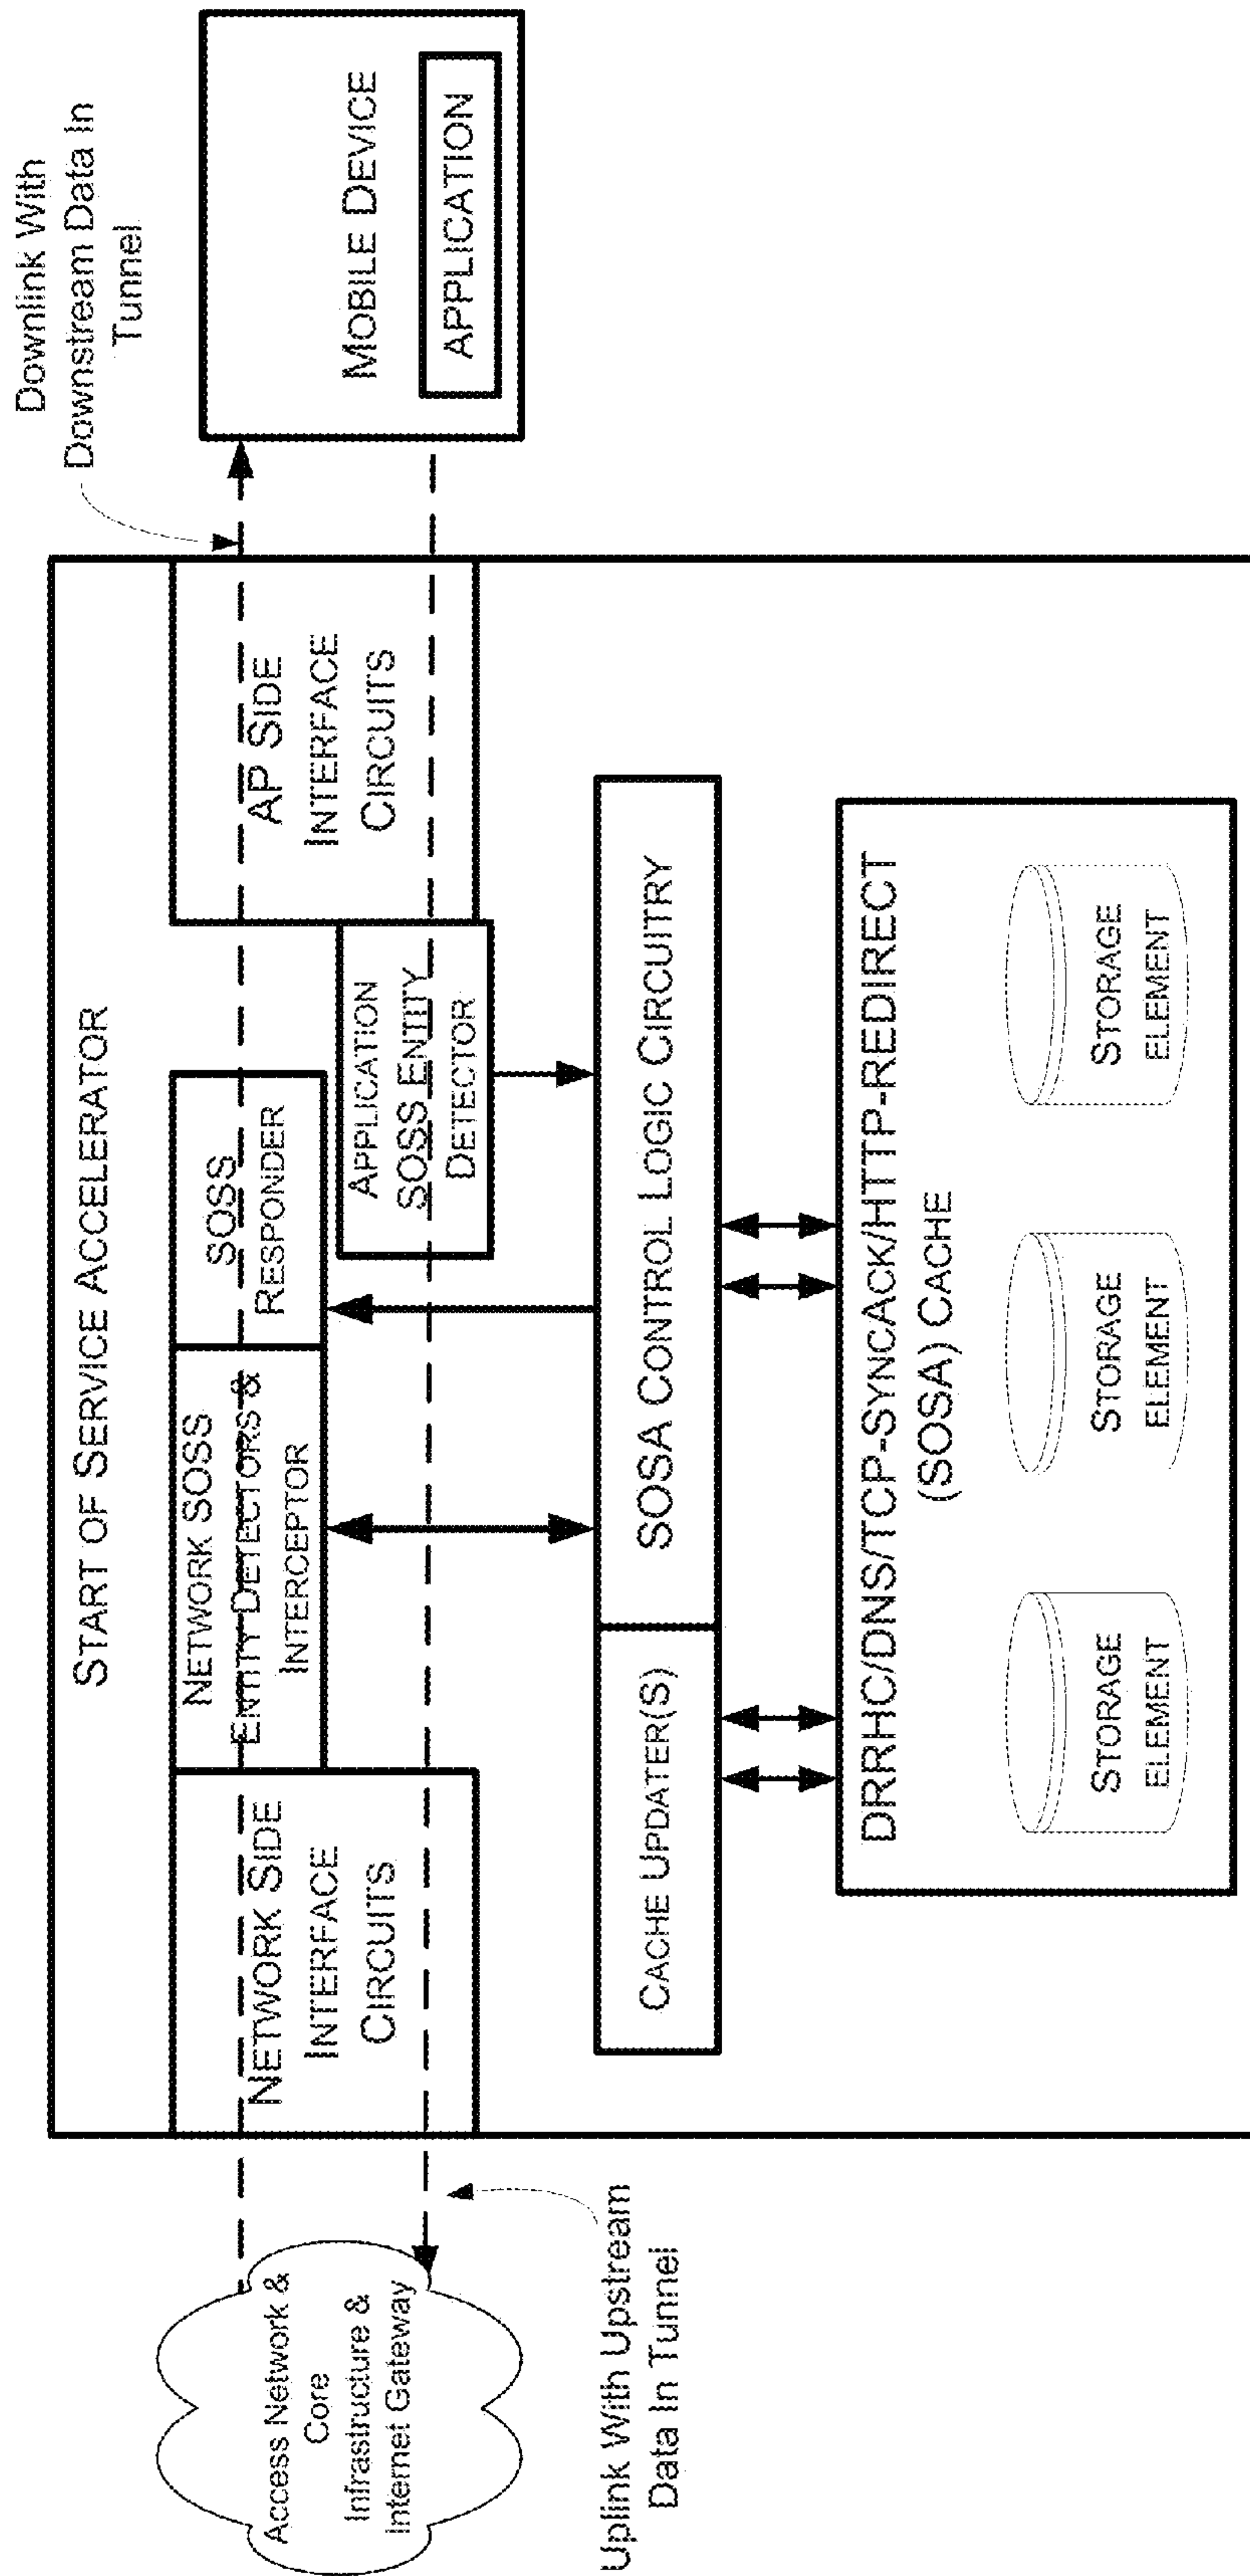 Downlink With
Downstream Data In
Tunnel
START OF SERVICE ACCELERATOR
Access Network &
Core
Infrastructure &
Internet Gateway
NETWORK SIDE
INTERFACE
CIRCUITS
NETWORK SOSS
ENTITY DETECTORS &
INTERCEPTOR
SOSS
RESPONDER
APPLICATION
SOSS ENTITY
DETECTOR
AP SIDE
INTERFACE
CIRCUITS
MOBILE DEVICE
APPLICATION
Uplink With Upstream
Data In Tunnel
CACHE UPDATER(S)
SOSA CONTROL LOGIC CIRCUITRY
DRRHC/DNS/TCP-SYNCACK/HTTP-REDIRECT
(SOSA) CACHE
STORAGE
ELEMENT
STORAGE
ELEMENT
STORAGE
ELEMENT